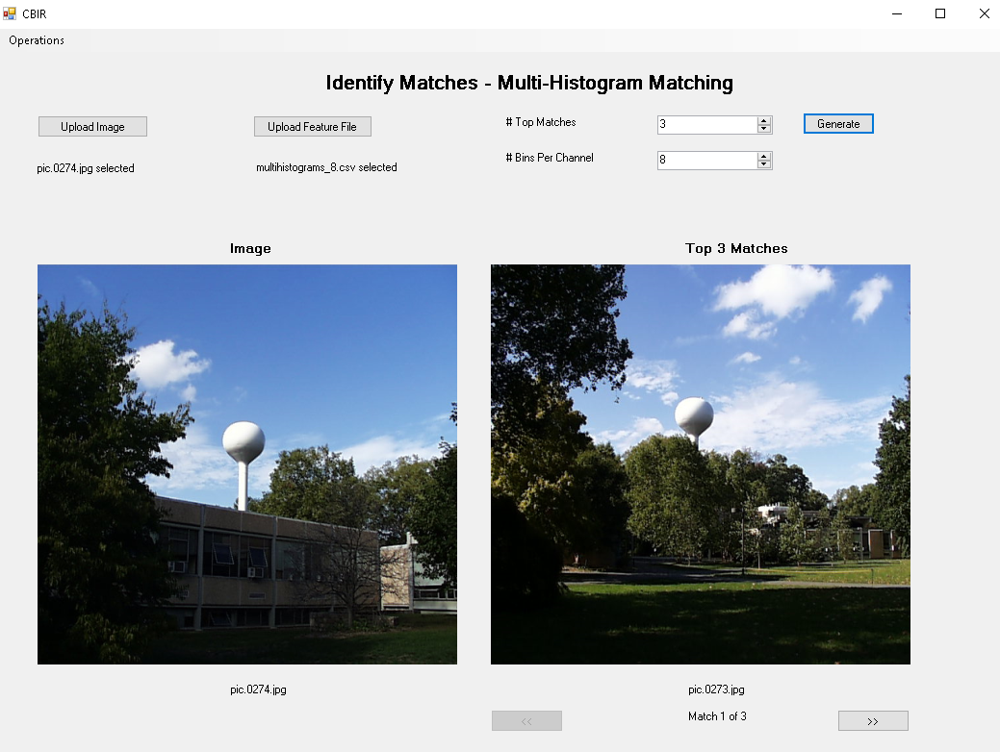 CBIR
Operations
Identify Matches - Multi-Histogram Matching
Upload Image
Upload Feature File
# Top Matches
3
Generate
pic.0274.jpg selected
multihistograms_8.csv selected
# Bins Per Channel
8
Image
Top 3 Matches
pic.0274.jpg
pic.0273.jpg
<<
Match 1 of 3
>>